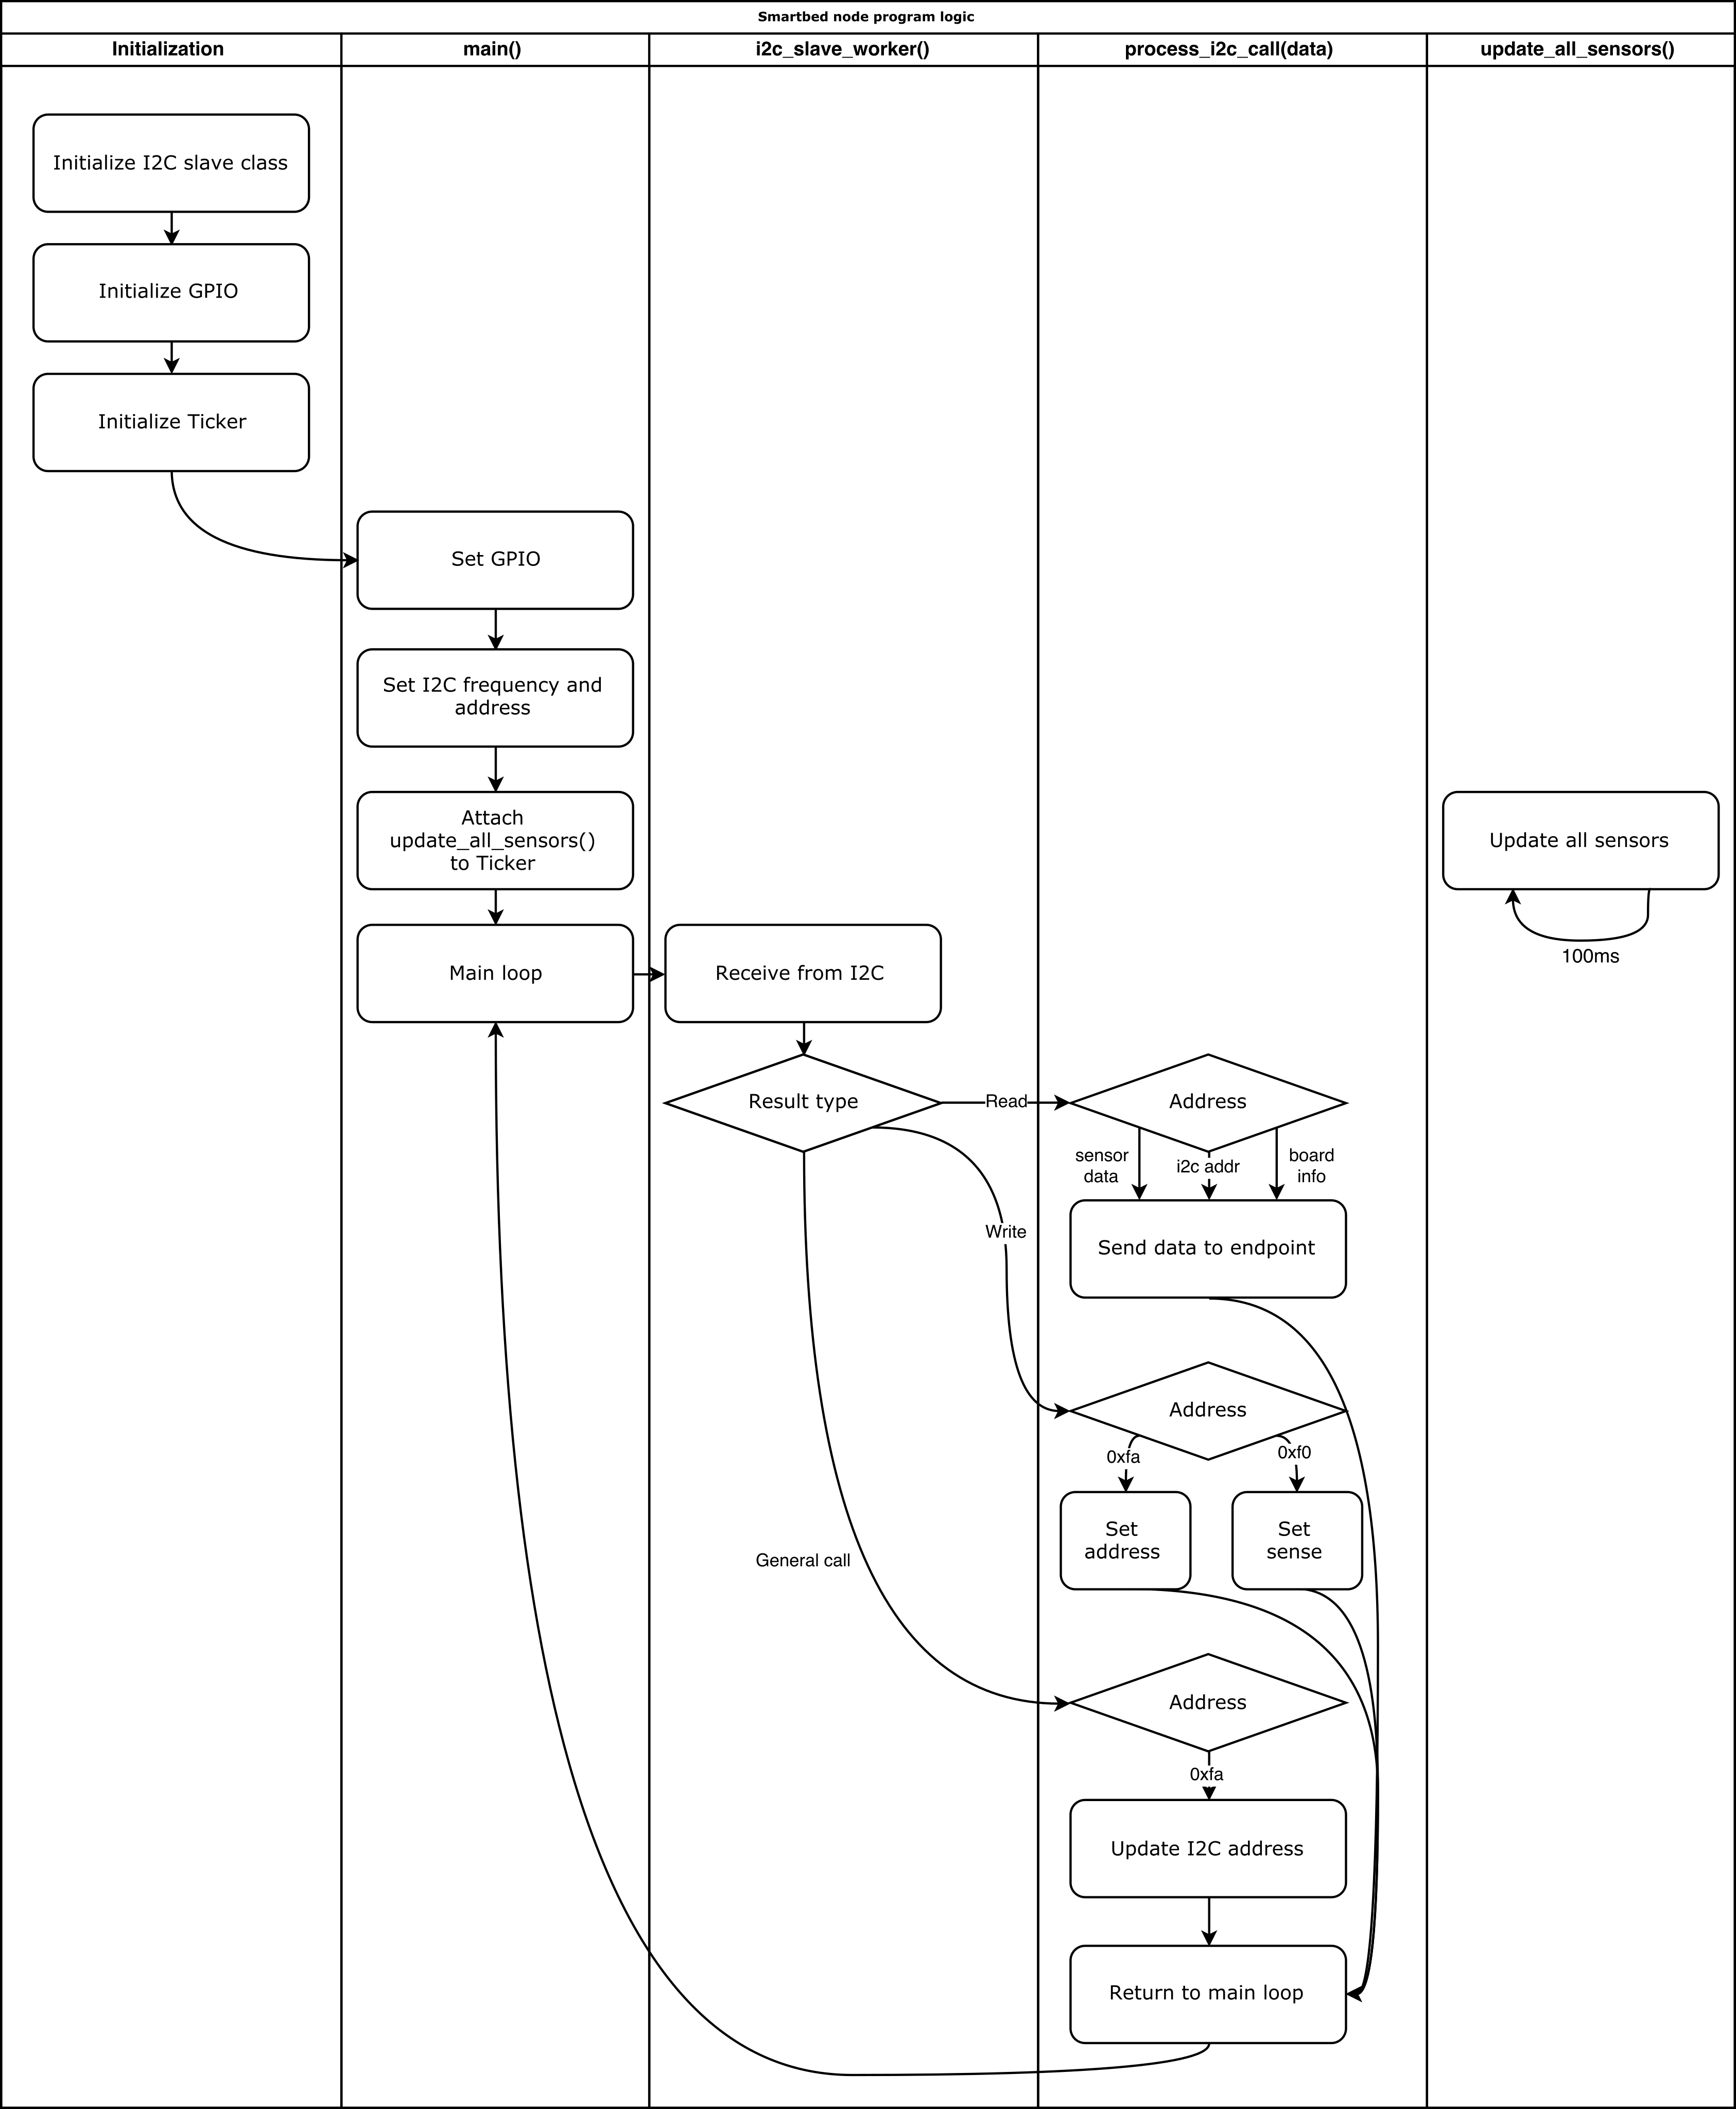 Smartbed node program logic
Initialization
main()
i2c_slave_worker()
process_i2c_call(data)
update_all_sensors()
Initialize I2C slave class
Initialize GPIO
Initialize Ticker
Set GPIO
Set I2C frequency and
address
Attach
update_all_sensors()
to Ticker
Update all sensors
100ms
Main loop
Receive from I2C
Result type
Read
Address
sensor
data
i2c addr
board
info
Send data to endpoint
Write
Address
0xfa
0xf0
Set
address
Set
sense
General call
Address
0xfa
Update I2C address
Return to main loop